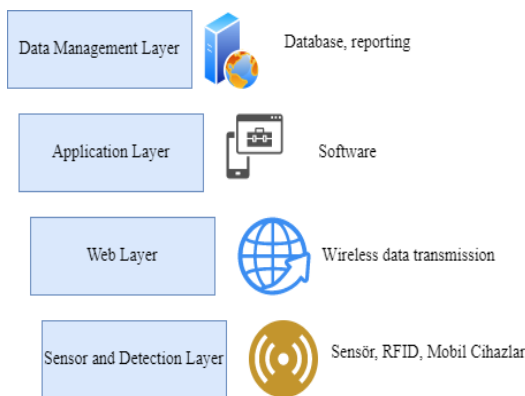 Data Management Layer
Database, reporting
Application Layer
Software
Web Layer
Wireless data transmission
Sensor and Detection Layer
Sensör, RFID, Mobil Cihazlar